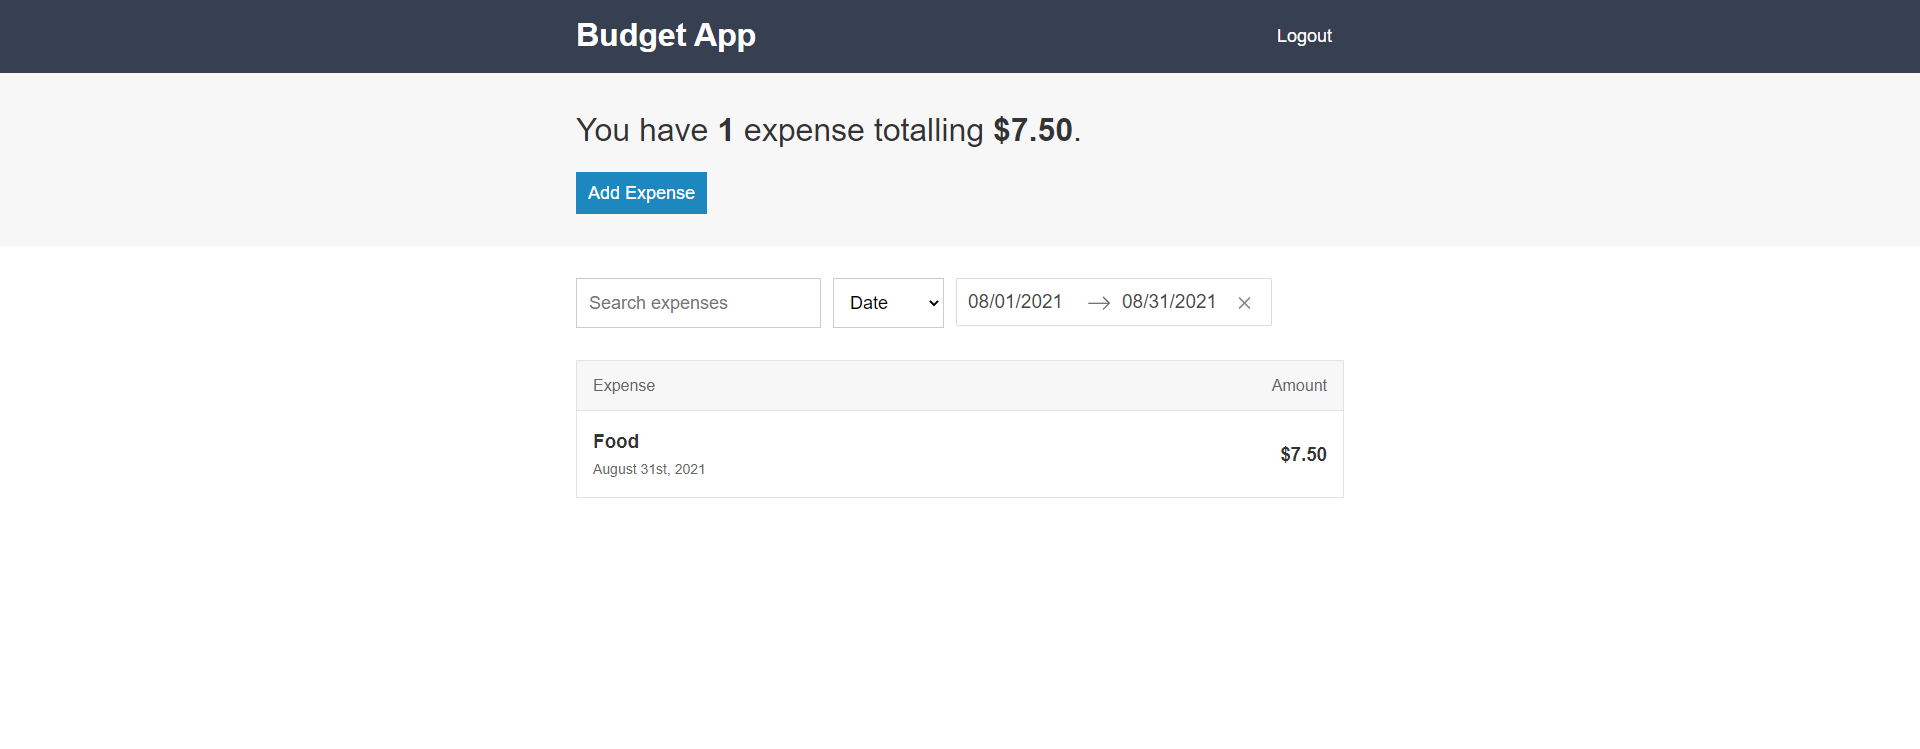 Budget App
Logout
You have 1 expense totalling $7.50.
Add Expense
Search expenses
Date
08/01/2021
08/31/2021
Expense
Amount
Food
August 31st, 2021
$7.50